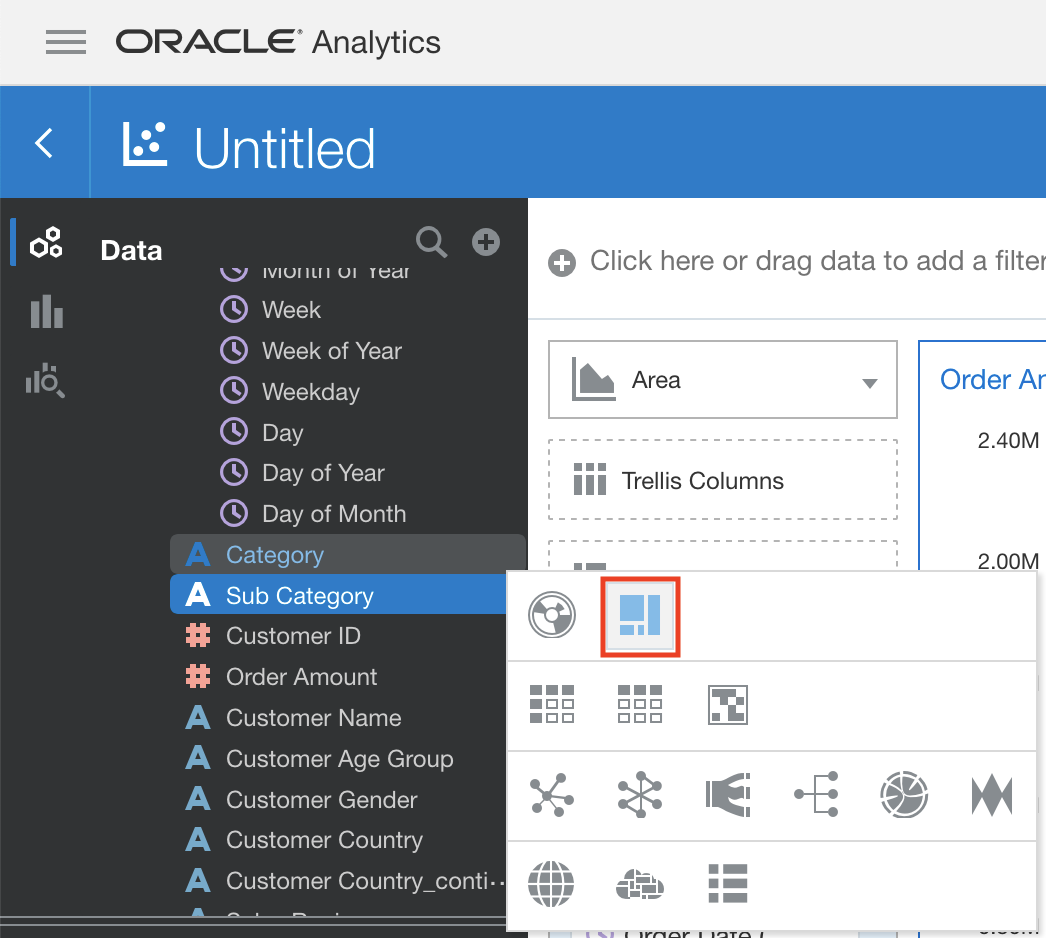 ORACLE® Analytics
Untitled
Data
Month of Year
Week
Week of Year
Weekday
Day
Day of Year
Day of Month
Category
Sub Category
Customer ID
Order Amount
Customer Name
Customer Age Group
Customer Gender
Customer Country
Customer Country_conti··
Click here or drag data to add a filter
Area
Trellis Columns
Order Am
2.40M
2.00M
Order Date (